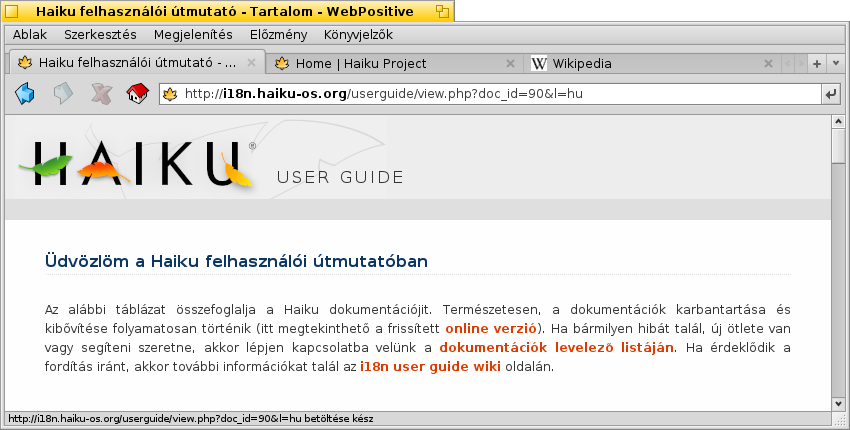 Haiku felhasználói útmutató - Tartalom - WebPositive
Ablak Szerkesztés Megjelenítés Előzmény Könyvjelzők
Haiku felhasználói útmutató - ... Home | Haiku Project Wikipedia
http://i18n.haiku-os.org/userguide/view.php?doc_id=90&l=hu
HAIKU® USER GUIDE
Üdvözlöm a Haiku felhasználói útmutatóban
Az alábbi táblázat összefoglalja a Haiku dokumentációjit. Természetesen, a dokumentációk karbantartása és
kibővítése folyamatosan történik (itt megtekinthető a frissített online verzió). Ha bármilyen hibát talál, új ötlete van
vagy segíteni szeretne, akkor lépjen kapcsolatba velünk a dokumentációk levelező listáján. Ha érdeklődik a
fordítás iránt, akkor további információkat talál az i18n user guide wiki oldalán.
http://i18n.haiku-os.org/userguide/view.php?doc_id=90&l=hu betöltése kész